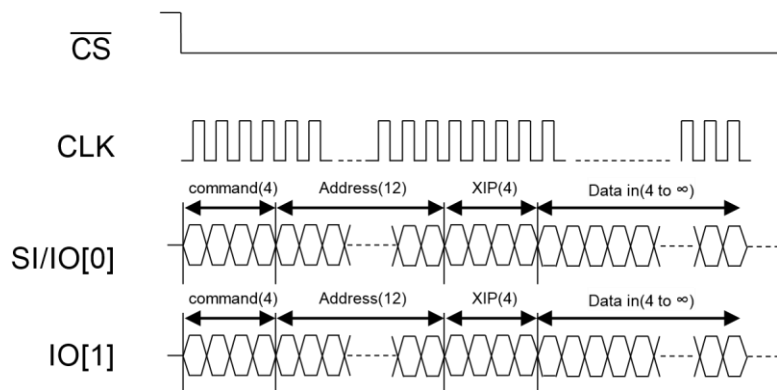 CS
CLK
command(4) Address(12) XIP(4) Data in(4 to ∞)
SI/IO[0]
command(4) Address(12) XIP(4) Data in(4 to ∞)
IO[1]